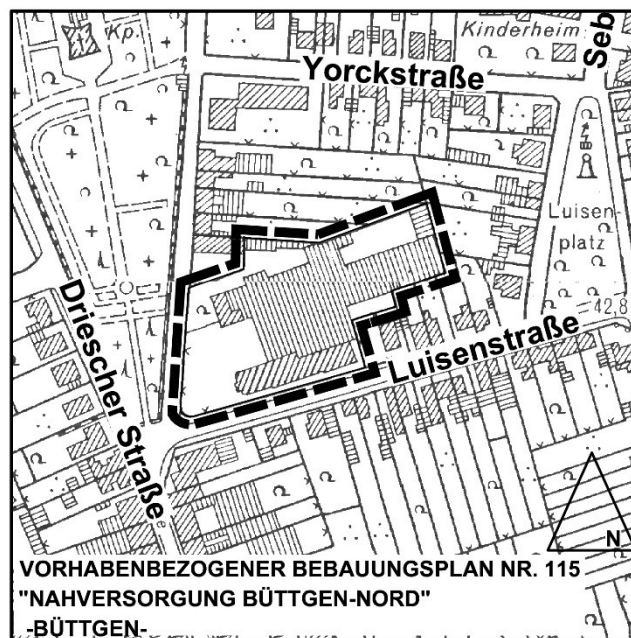 Kp.
Kinderheim
Seb
Yorckstraße
Luisen-
platz
42,8
Driescher Straße
Luisenstraße
N
VORHABENBEZOGENER BEBAUUNGSPLAN NR. 115
"NAHVERSORGUNG BÜTTGEN-NORD"
-BÜTTGEN-